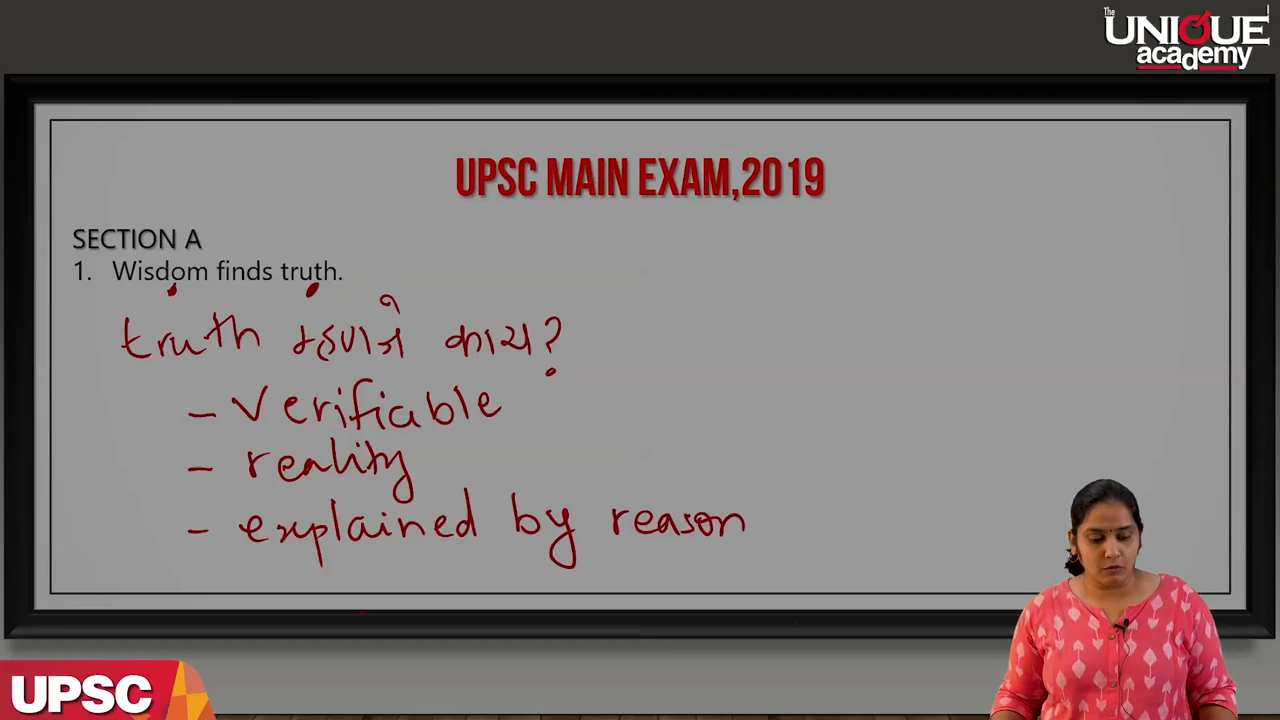 The
UNIQUE
academy
UPSC MAIN EXAM,2019
SECTION A
1. Wisdom finds truth.
truth म्हणजे काय?
- Verifiable
- reality
- explained by reason
UPSC